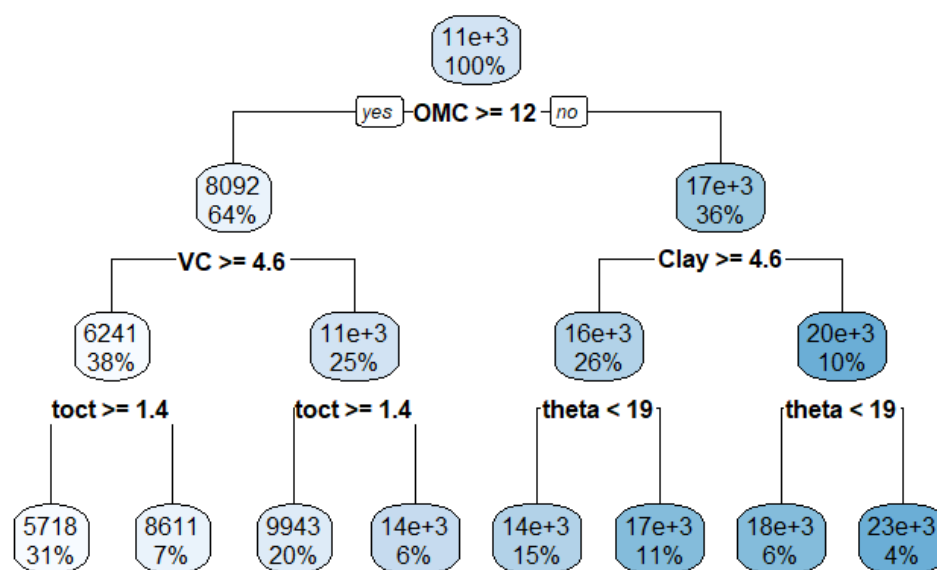 11e+3
100%
yes OMC >= 12 no
8092
64%
17e+3
36%
VC >= 4.6
Clay >= 4.6
6241
38%
11e+3
25%
16e+3
26%
20e+3
10%
toct >= 1.4
toct >= 1.4
theta < 19
theta < 19
5718
31%
8611
7%
9943
20%
14e+3
6%
14e+3
15%
17e+3
11%
18e+3
6%
23e+3
4%